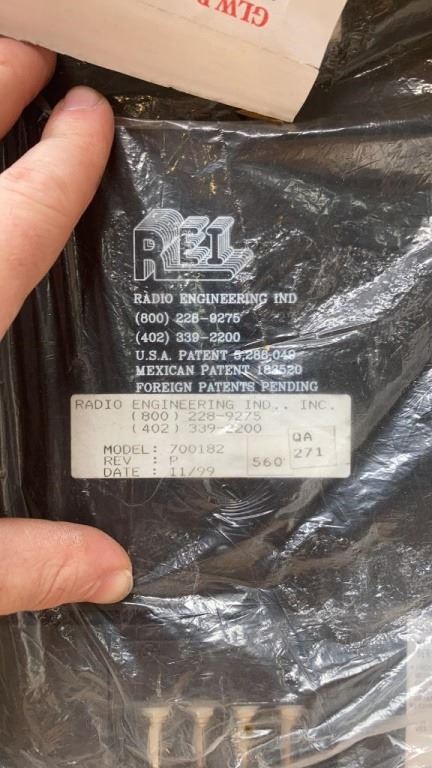 GLW
REI
RADIO ENGINEERING IND
(800) 228-9275
(402) 339-2200
U.S.A. PATENT 5,288,049
MEXICAN PATENT 183520
FOREIGN PATENTS PENDING
RADIO ENGINEERING IND.. INC.
(800) 228-9275
(402) 339-2200
MODEL: 700182
REV : P
DATE : 11/99
560
QA
271